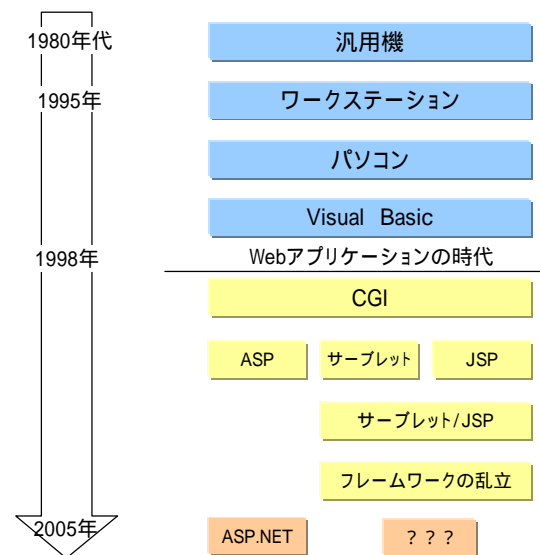 1980年代
汎用機
1995年
ワークステーション
パソコン
Visual Basic
1998年
Webアプリケーションの時代
CGI
ASP
サーブレット
JSP
サーブレット/JSP
フレームワークの乱立
2005年
ASP.NET
？？？